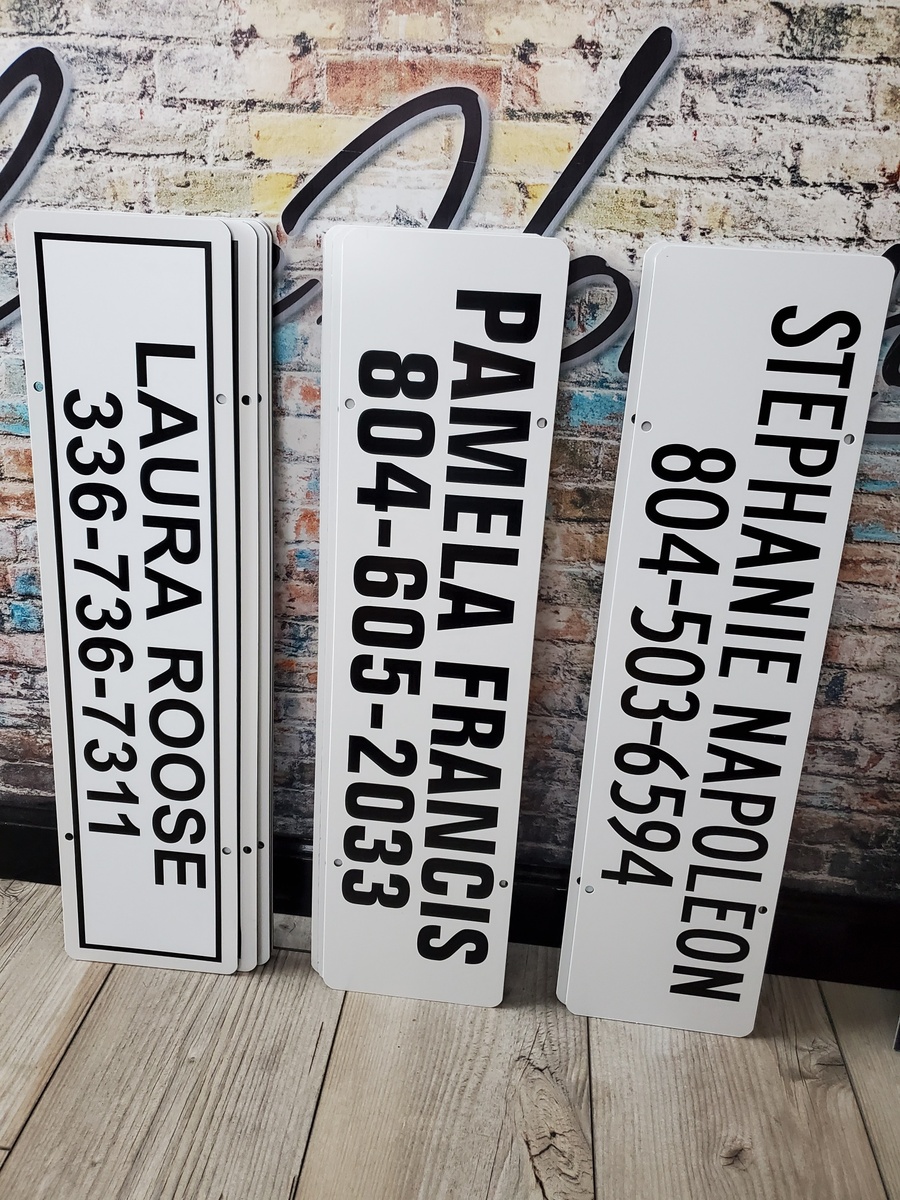 LAURA ROOSE
336-736-7311
PAMELA FRANCIS
804-605-2033
STEPHANIE NAPOLEON
804-503-6594